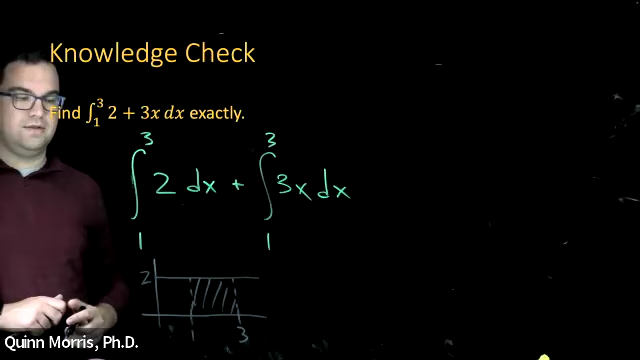 Knowledge Check
Find ∫₁³ 2 + 3x dx exactly.
∫₁³ 2 dx + ∫₁³ 3x dx
2
1 3
Quinn Morris, Ph.D.